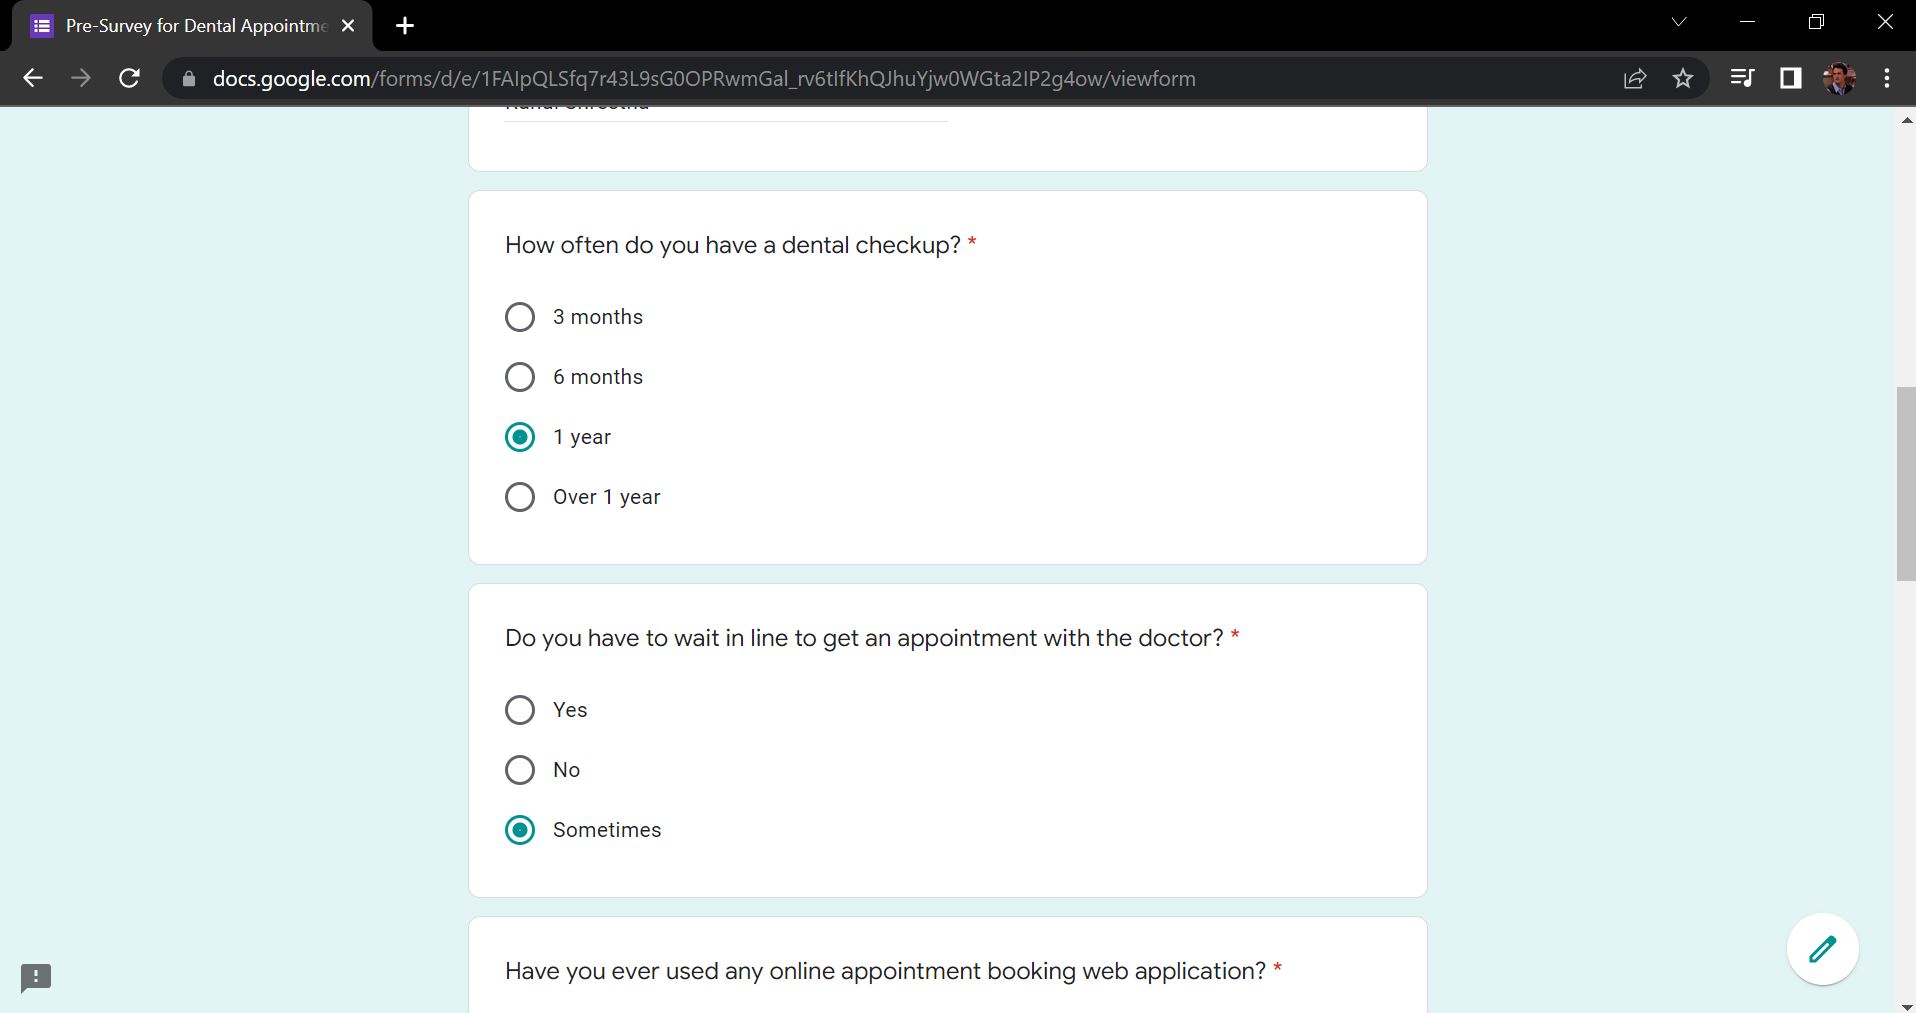 Pre-Survey for Dental Appointme
docs.google.com/forms/d/e/1FAIpQLSfq7r43L9sG0OPRwmGal_rv6tIfKhQJhuYjw0WGta2IP2g4ow/viewform
How often do you have a dental checkup? *
3 months
6 months
1 year
Over 1 year
Do you have to wait in line to get an appointment with the doctor? *
Yes
No
Sometimes
Have you ever used any online appointment booking web application? *